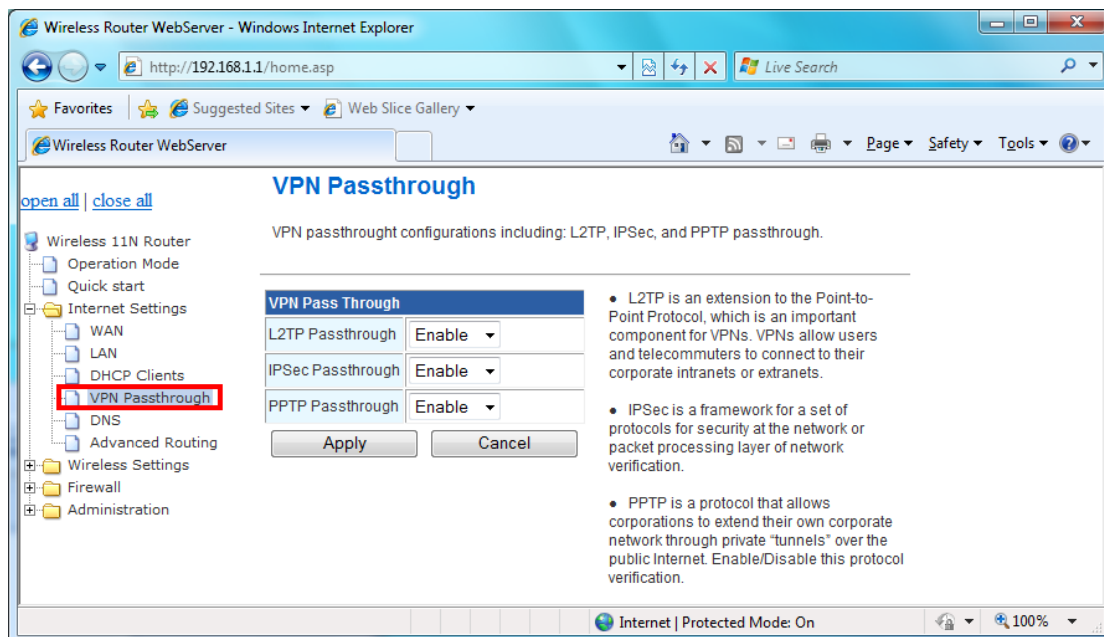 Wireless Router WebServer - Windows Internet Explorer
http://192.168.1.1/home.asp
Live Search
Favorites
Suggested Sites
Web Slice Gallery
Wireless Router WebServer
Page
Safety
Tools
open all | close all
Wireless 11N Router
Operation Mode
Quick start
Internet Settings
WAN
LAN
DHCP Clients
VPN Passthrough
DNS
Advanced Routing
Wireless Settings
Firewall
Administration
VPN Passthrough
VPN passthrought configurations including: L2TP, IPSec, and PPTP passthrough.
VPN Pass Through
L2TP Passthrough Enable
IPSec Passthrough Enable
PPTP Passthrough Enable
Apply Cancel
● L2TP is an extension to the Point-to-
Point Protocol, which is an important
component for VPNs. VPNs allow users
and telecommuters to connect to their
corporate intranets or extranets.
● IPSec is a framework for a set of
protocols for security at the network or
packet processing layer of network
verification.
● PPTP is a protocol that allows
corporations to extend their own corporate
network through private “tunnels” over the
public Internet. Enable/Disable this protocol
verification.
Internet | Protected Mode: On
100%